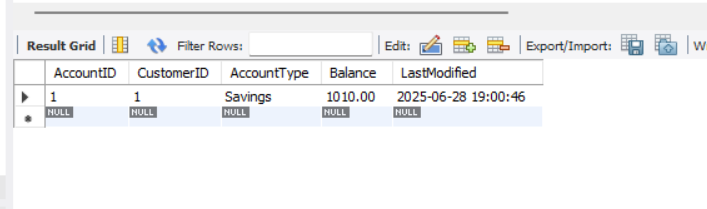 Result Grid Filter Rows: Edit: Export/Import: W
AccountID CustomerID AccountType Balance LastModified
1 1 Savings 1010.00 2025-06-28 19:00:46
NULL NULL NULL NULL NULL